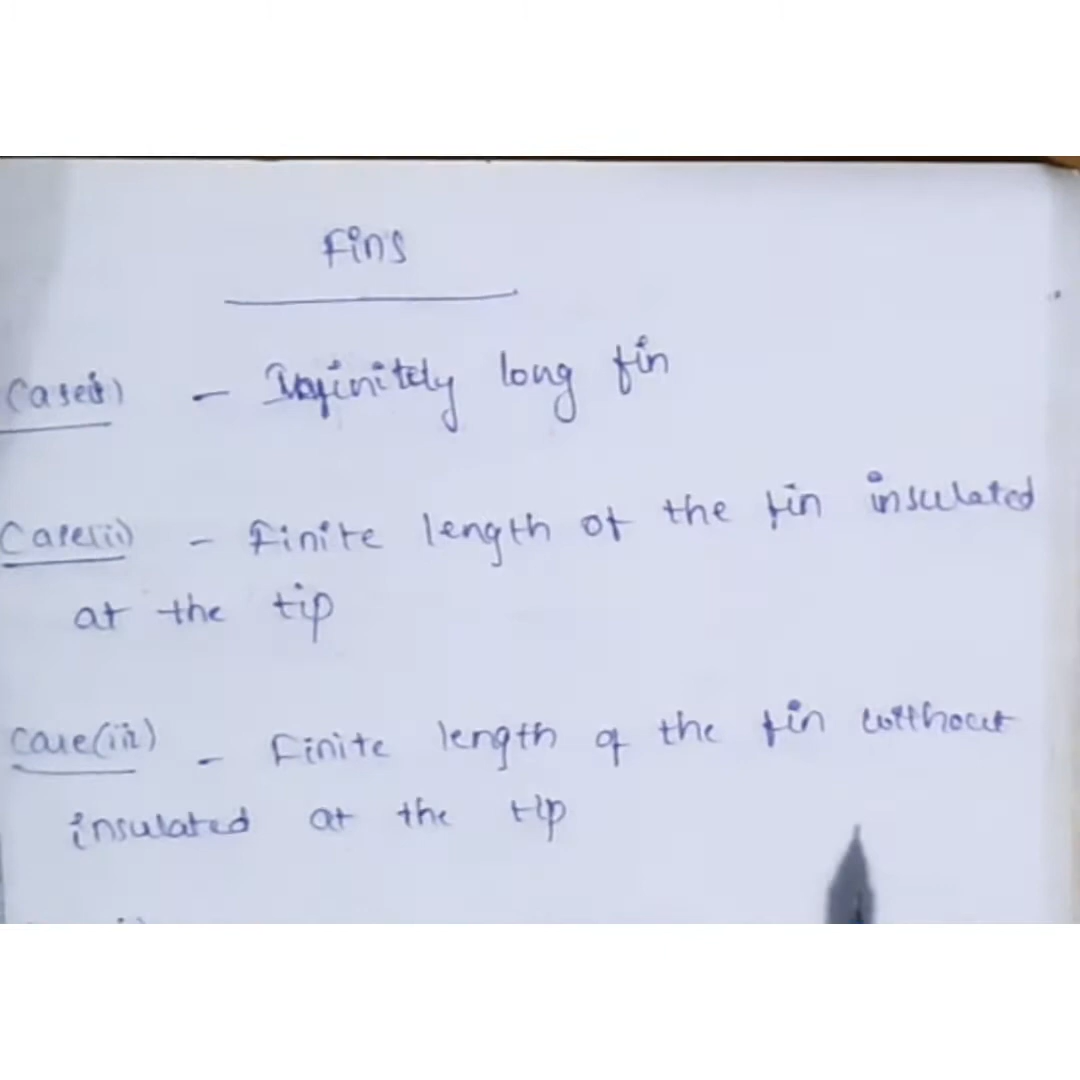 Fins
Case(i) - Infinitely long fin
Case(ii) - Finite length of the fin insulated
at the tip
Case(iii) - Finite length of the fin without
insulated at the tip